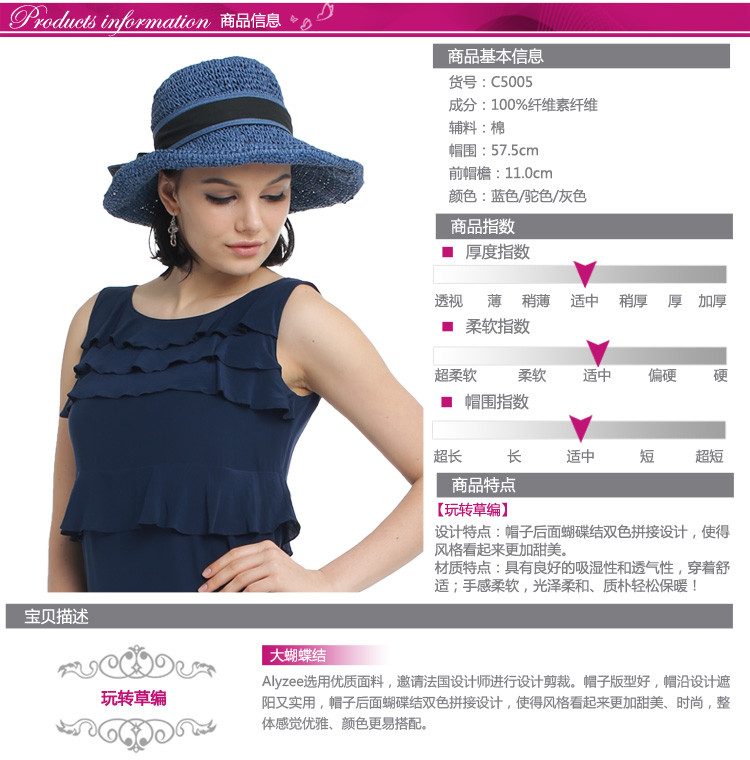 Products information 商品信息
商品基本信息
货号：C5005
成分：100%纤维素纤维
辅料：棉
帽围：57.5cm
前帽檐：11.0cm
颜色：蓝色/驼色/灰色
商品指数
厚度指数
透视 薄 稍薄 适中 稍厚 厚 加厚
柔软指数
超柔软 柔软 适中 偏硬 硬
帽围指数
超长 长 适中 短 超短
商品特点
【玩转草编】
设计特点：帽子后面蝴蝶结双色拼接设计，使得
风格看起来更加甜美。
材质特点：具有良好的吸湿性和透气性，穿着舒
适；手感柔软，光泽柔和、质朴轻松保暖！
宝贝描述
玩转草编
大蝴蝶结
Alyzee选用优质面料，邀请法国设计师进行设计剪裁。帽子版型好，帽沿设计遮
阳又实用，帽子后面蝴蝶结双色拼接设计，使得风格看起来更加甜美、时尚，整
体感觉优雅、颜色更易搭配。